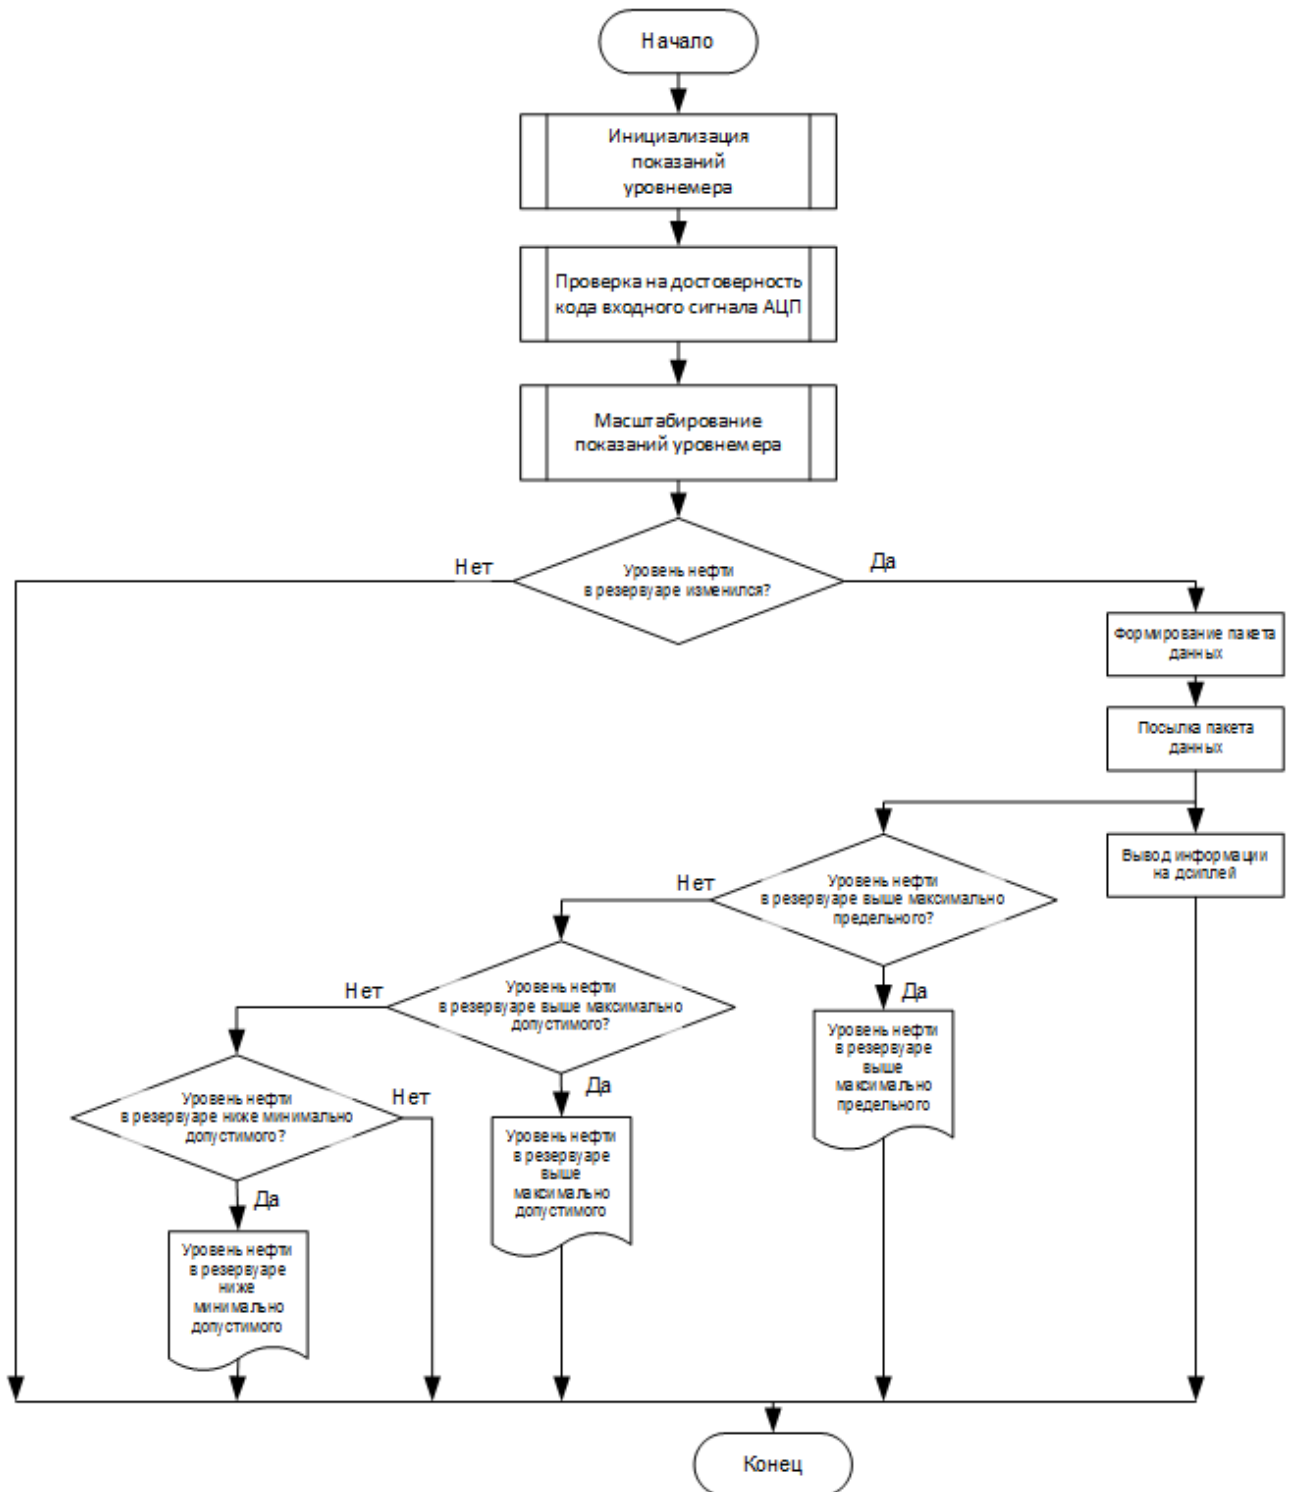 Начало
Инициализация
показаний
уровнемера
Проверка на достоверность
кода входного сигнала АЦП
Масштабирование
показаний уровнемера
Нет
Уровень нефти
в резервуаре изменился?
Да
Формирование пакета
данных
Посылка пакета
данных
Вывод информации
на дсиплей
Нет
Уровень нефти
в резервуаре выше максимально
предельного?
Да
Уровень нефти
в резервуаре
выше
максимально
предельного
Нет
Уровень нефти
в резервуаре выше максимально
допустимого?
Да
Уровень нефти
в резервуаре
выше
максимально
допустимого
Уровень нефти
в резервуаре ниже минимально
допустимого?
Нет
Да
Уровень нефти
в резервуаре
ниже
минимально
допустимого
Конец